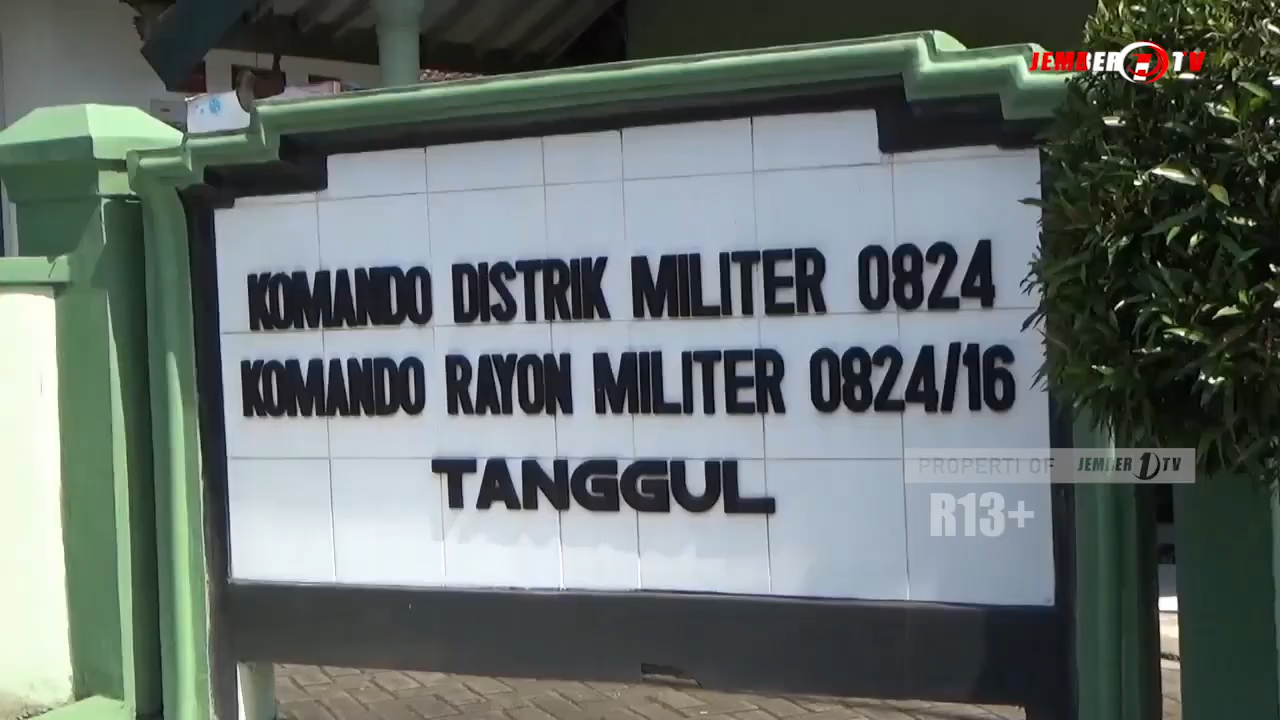 JEMBER 1 TV
KOMANDO DISTRIK MILITER 0824
KOMANDO RAYON MILITER 0824/16
TANGGUL
PROPERTI OF JEMBER 1 TV
R13+